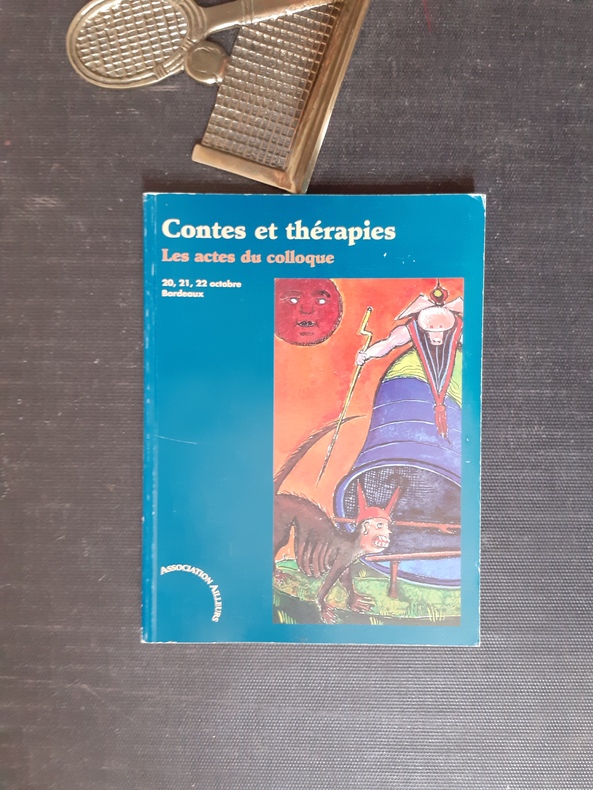 Contes et thérapies
Les actes du colloque
20, 21, 22 octobre
Bordeaux
ASSOCIATION AILLEURS